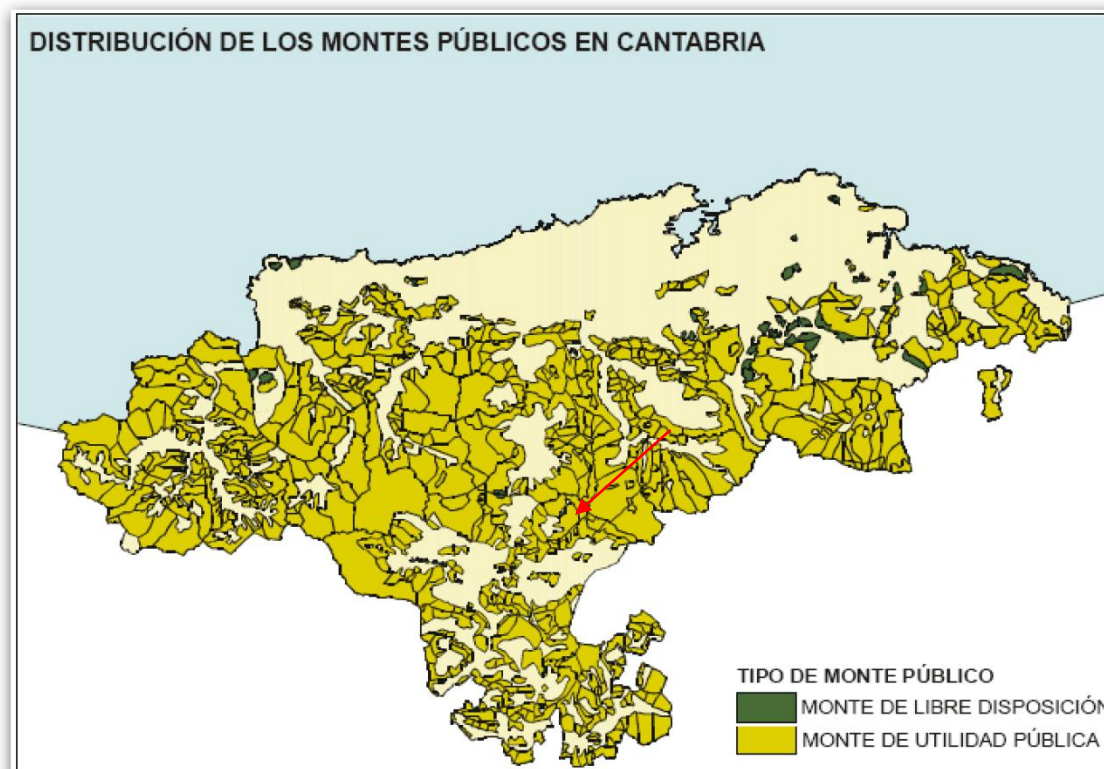 DISTRIBUCIÓN DE LOS MONTES PÚBLICOS EN CANTABRIA
TIPO DE MONTE PÚBLICO
MONTE DE LIBRE DISPOSICIÓN
MONTE DE UTILIDAD PÚBLICA